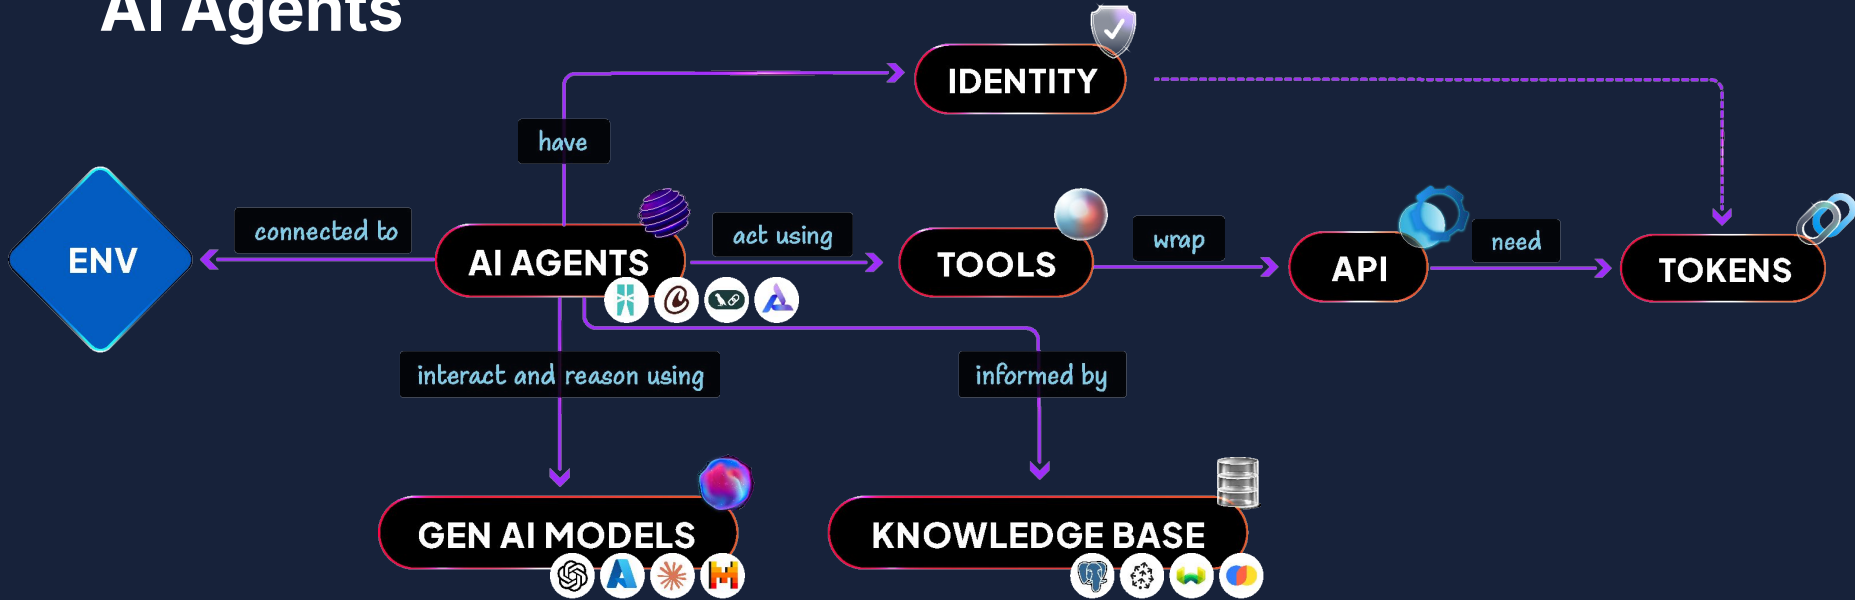 AI Agents
IDENTITY
have
ENV
connected to
AI AGENTS
act using
TOOLS
wrap
API
need
TOKENS
interact and reason using
informed by
GEN AI MODELS
KNOWLEDGE BASE